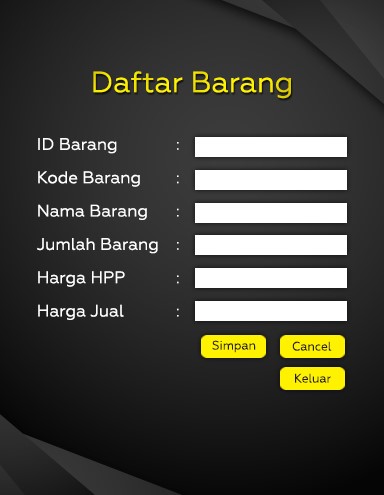 Daftar Barang
ID Barang :
Kode Barang :
Nama Barang :
Jumlah Barang :
Harga HPP :
Harga Jual :
Simpan Cancel
Keluar